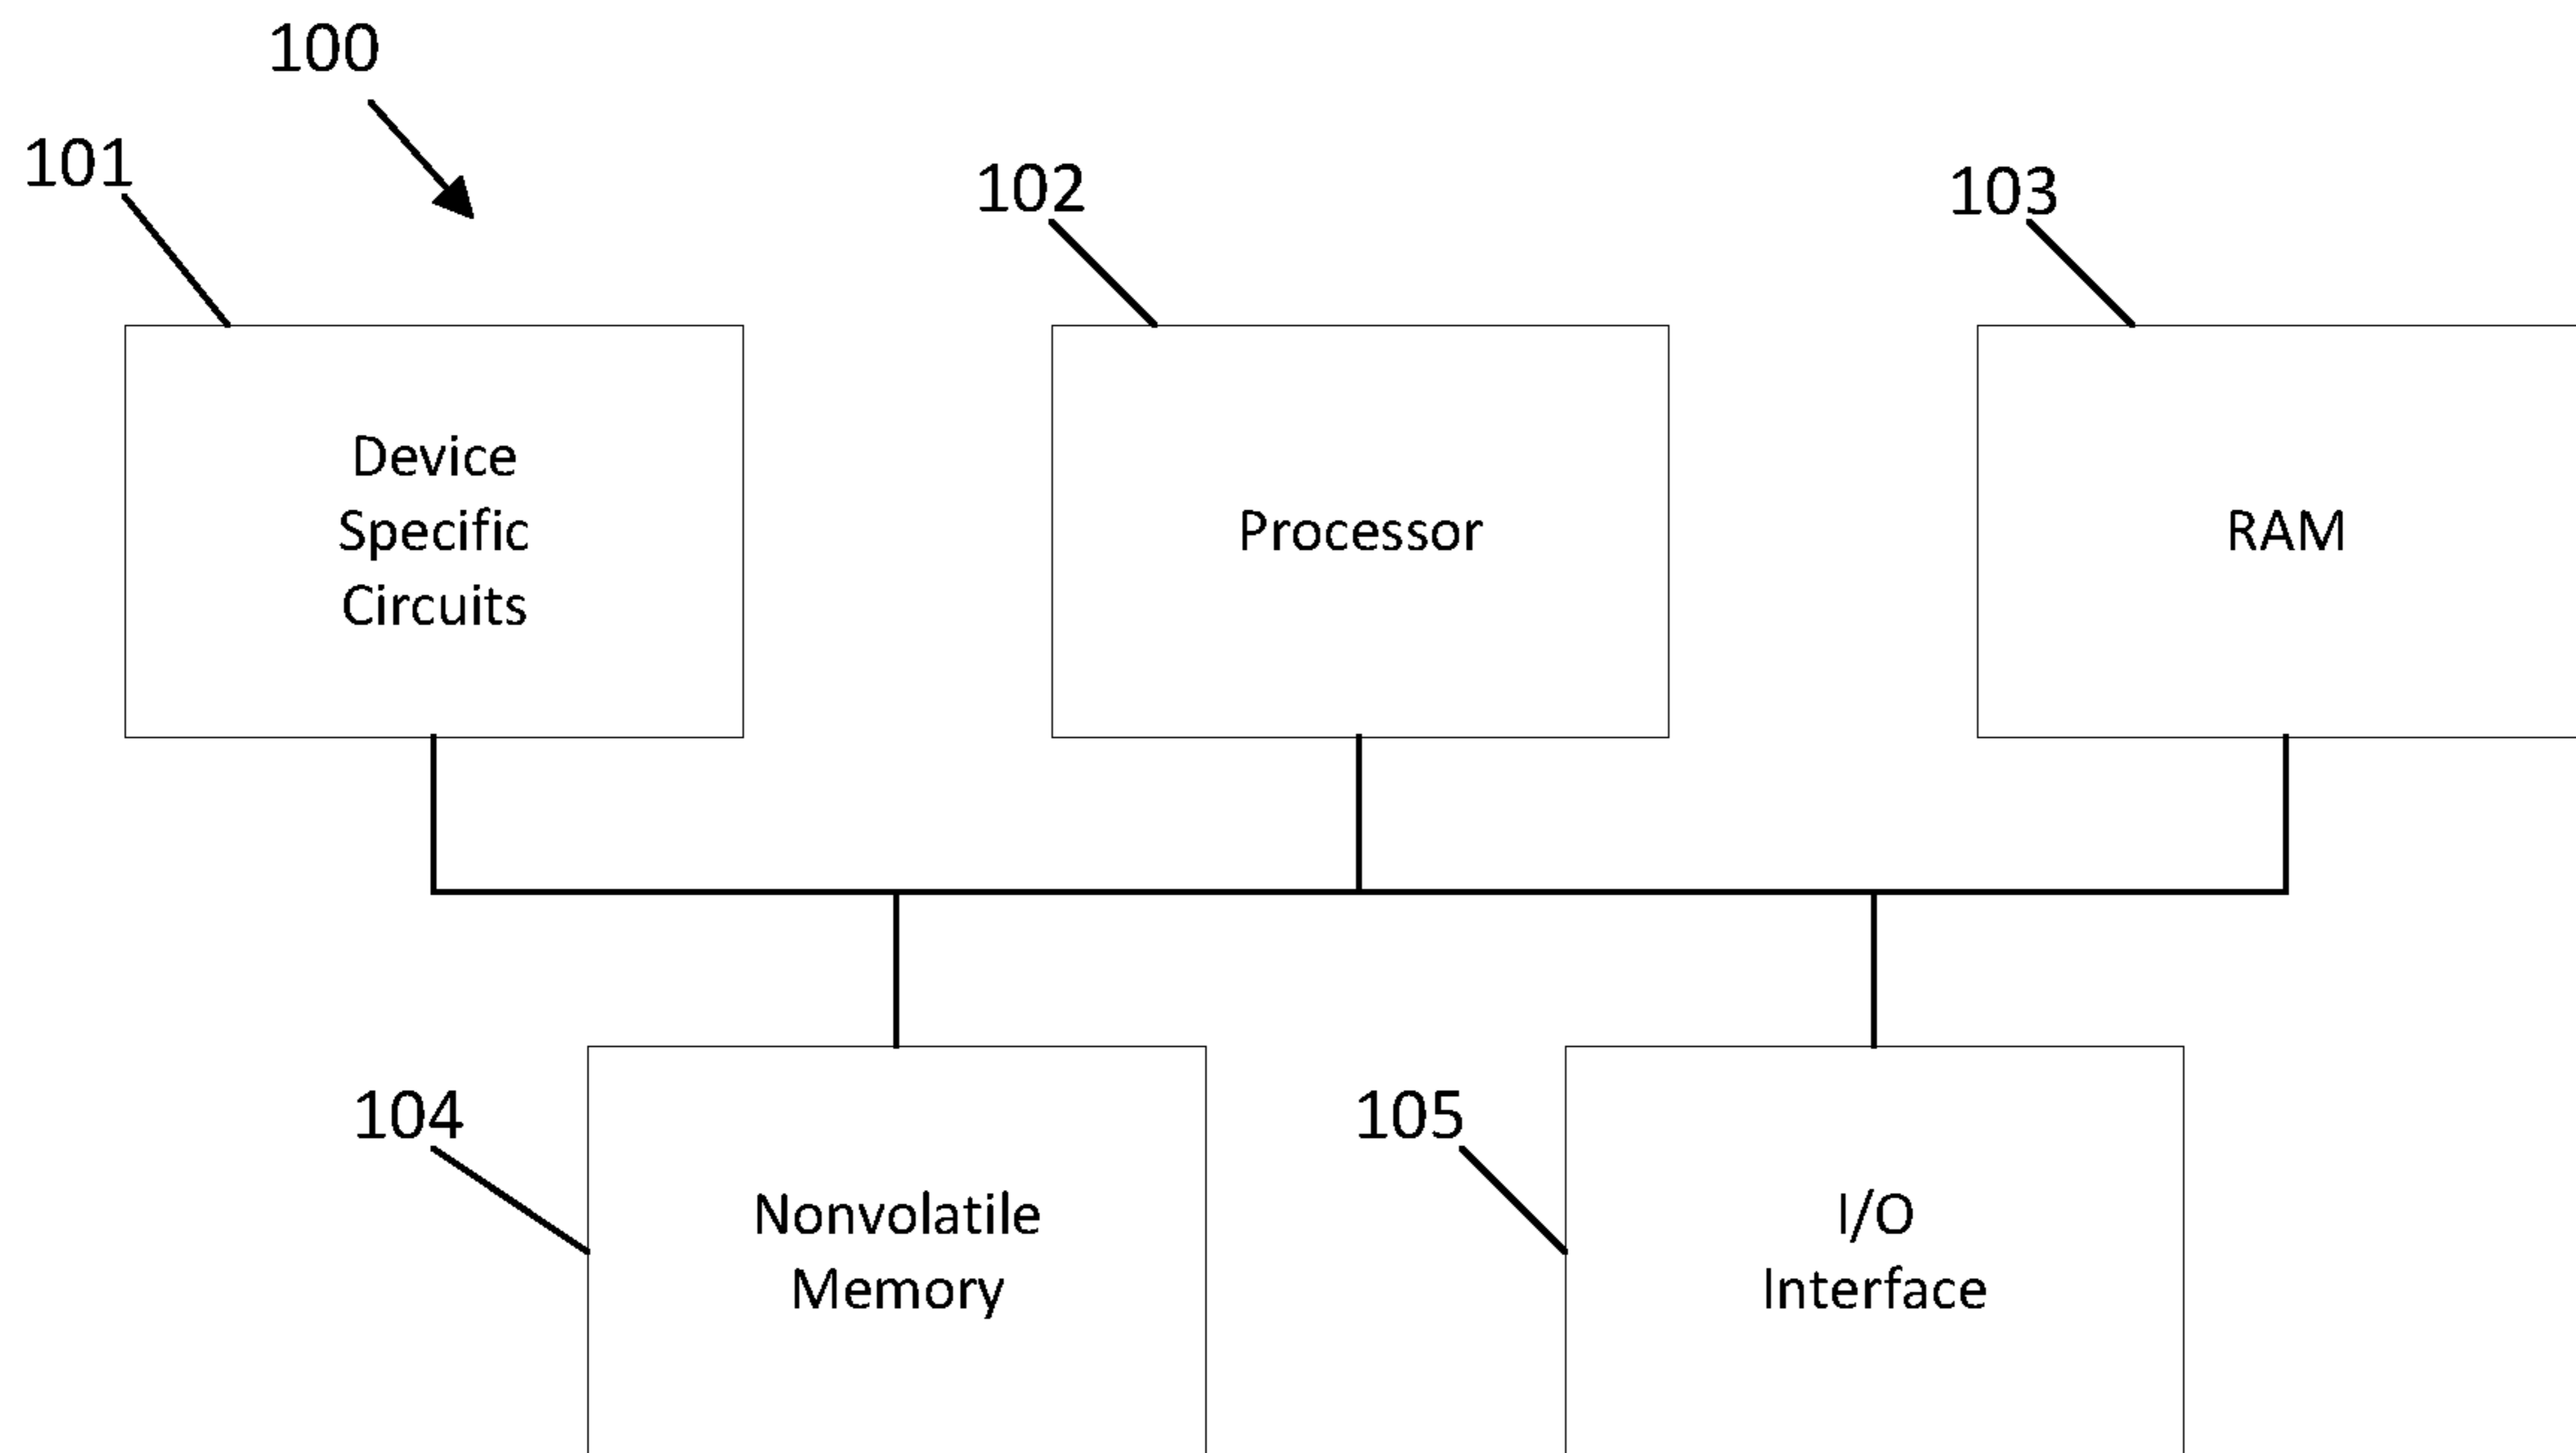 100
101
102
103
Device
Specific
Circuits
Processor
RAM
104
105
Nonvolatile
Memory
I/O
Interface